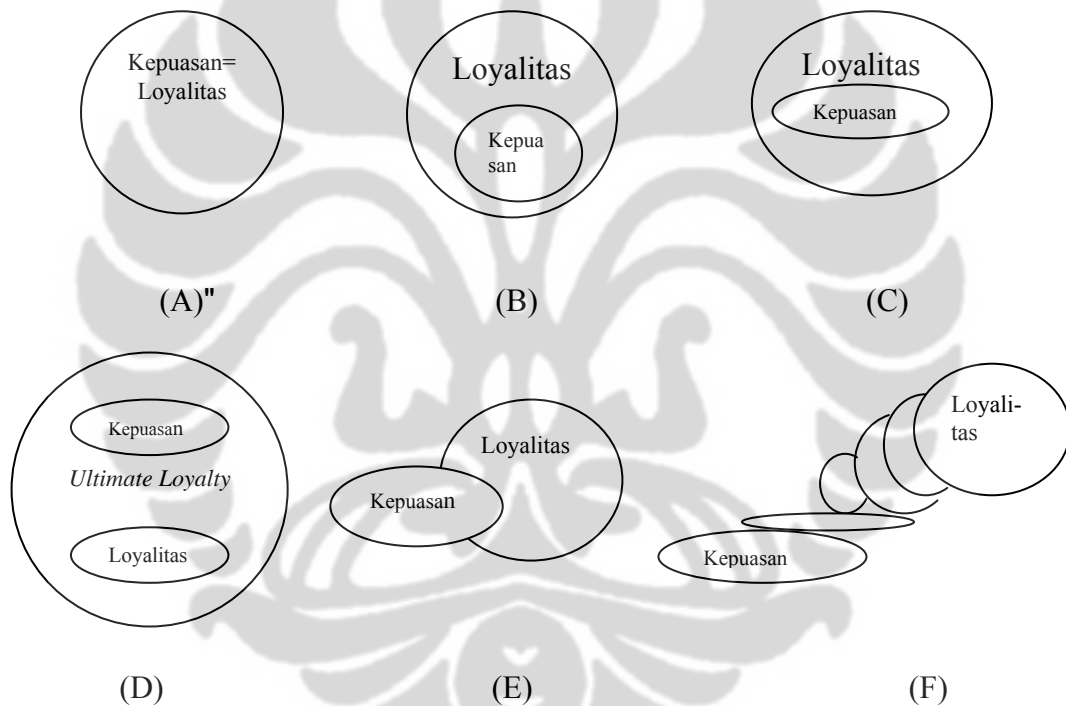 Kepuasan=
Loyalitas
Loyalitas
Kepua
san
Loyalitas
Kepuasan
(A)"
(B)
(C)
Kepuasan
Ultimate Loyalty
Loyalitas
Loyalitas
Kepuasan
Loyali-
tas
Kepuasan
(D)
(E)
(F)